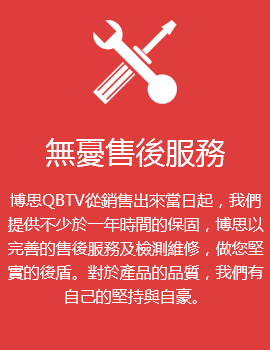 無憂售後服務
博思QBTV從銷售出來當日起，我們
提供不少於一年時間的保固，博思以
完善的售後服務及檢測維修，做您堅
實的後盾。對於產品的品質，我們有
自己的堅持與自豪。